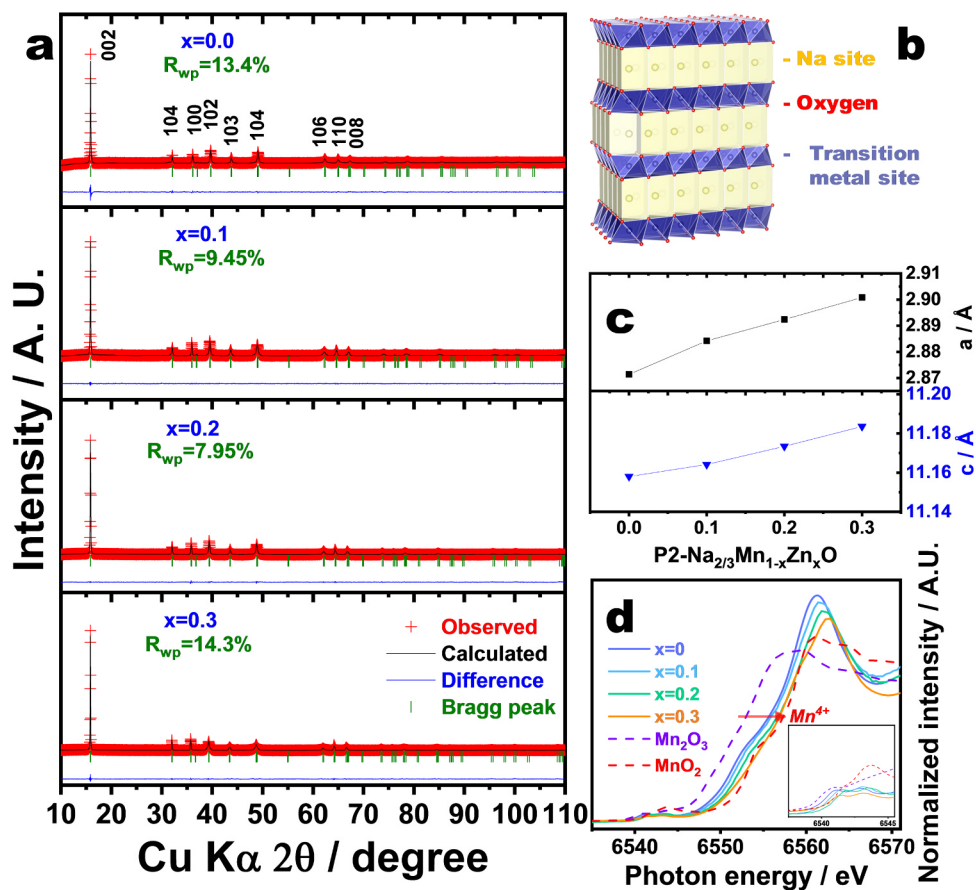 a
x=0.0
Rwp=13.4%
002
104
100
102
103
104
106
110
008
x=0.1
Rwp=9.45%
x=0.2
Rwp=7.95%
x=0.3
Rwp=14.3%
Observed
Calculated
Difference
Bragg peak
10 20 30 40 50 60 70 80 90 100 110
Cu Kα 2θ / degree
Intensity / A. U.
b
- Na site
- Oxygen
- Transition
metal site
c
2.91
2.90
2.89
2.88
2.87
a / Å
11.20
11.18
11.16
11.14
c / Å
0.0 0.1 0.2 0.3
P2-Na2/3Mn1-xZnxO
d
x=0
x=0.1
x=0.2
x=0.3
Mn2O3
MnO2
Mn4+
6540 6545
6540 6550 6560 6570
Photon energy / eV
Normalized intensity / A.U.